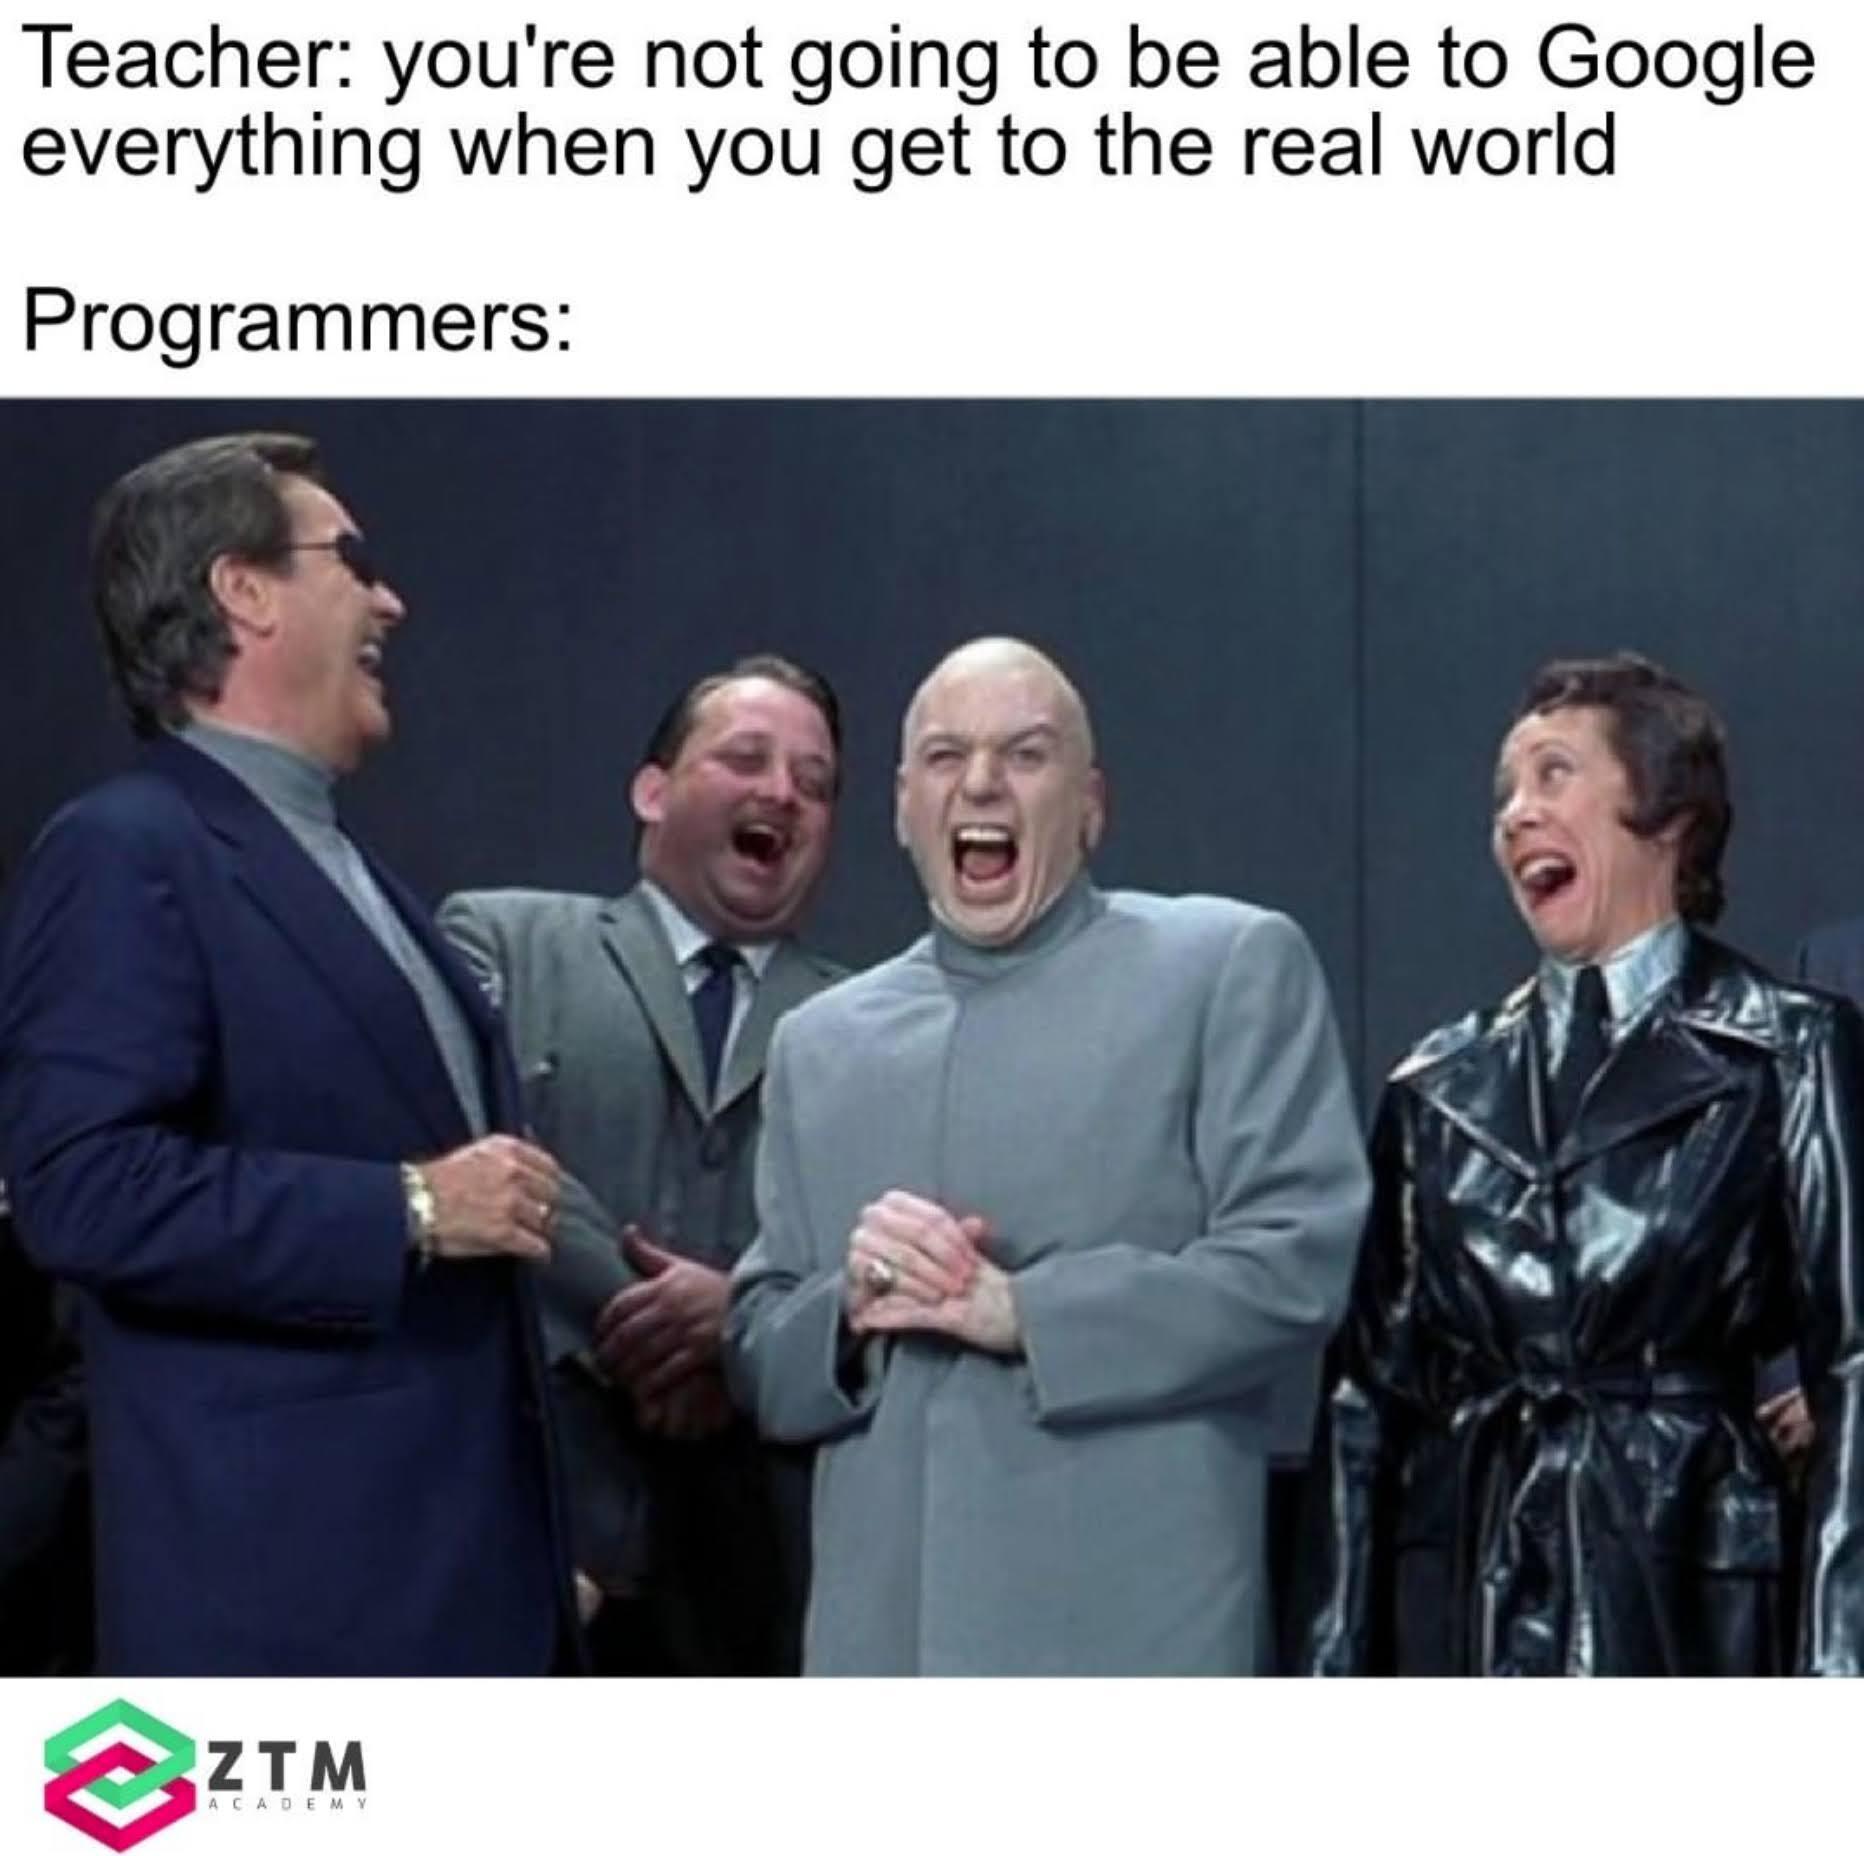 Teacher: you're not going to be able to Google
everything when you get to the real world
Programmers:
ZTM
ACADEMY